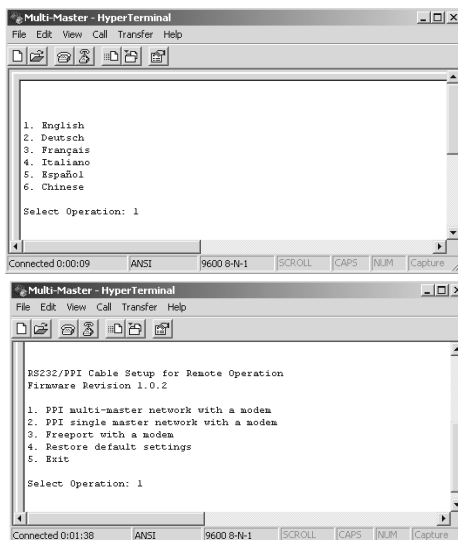 Multi-Master - HyperTerminal
File Edit View Call Transfer Help
1. English
2. Deutsch
3. Français
4. Italiano
5. Español
6. Chinese
Select Operation: 1
Connected 0:00:09 ANSI 9600 8-N-1 SCROLL CAPS NUM Capture
Multi-Master - HyperTerminal
File Edit View Call Transfer Help
RS232/PPI Cable Setup for Remote Operation
Firmware Revision 1.0.2
1. PPI multi-master network with a modem
2. PPI single master network with a modem
3. Freeport with a modem
4. Restore default settings
5. Exit
Select Operation: 1
Connected 0:01:38 ANSI 9600 8-N-1 SCROLL CAPS NUM Capture